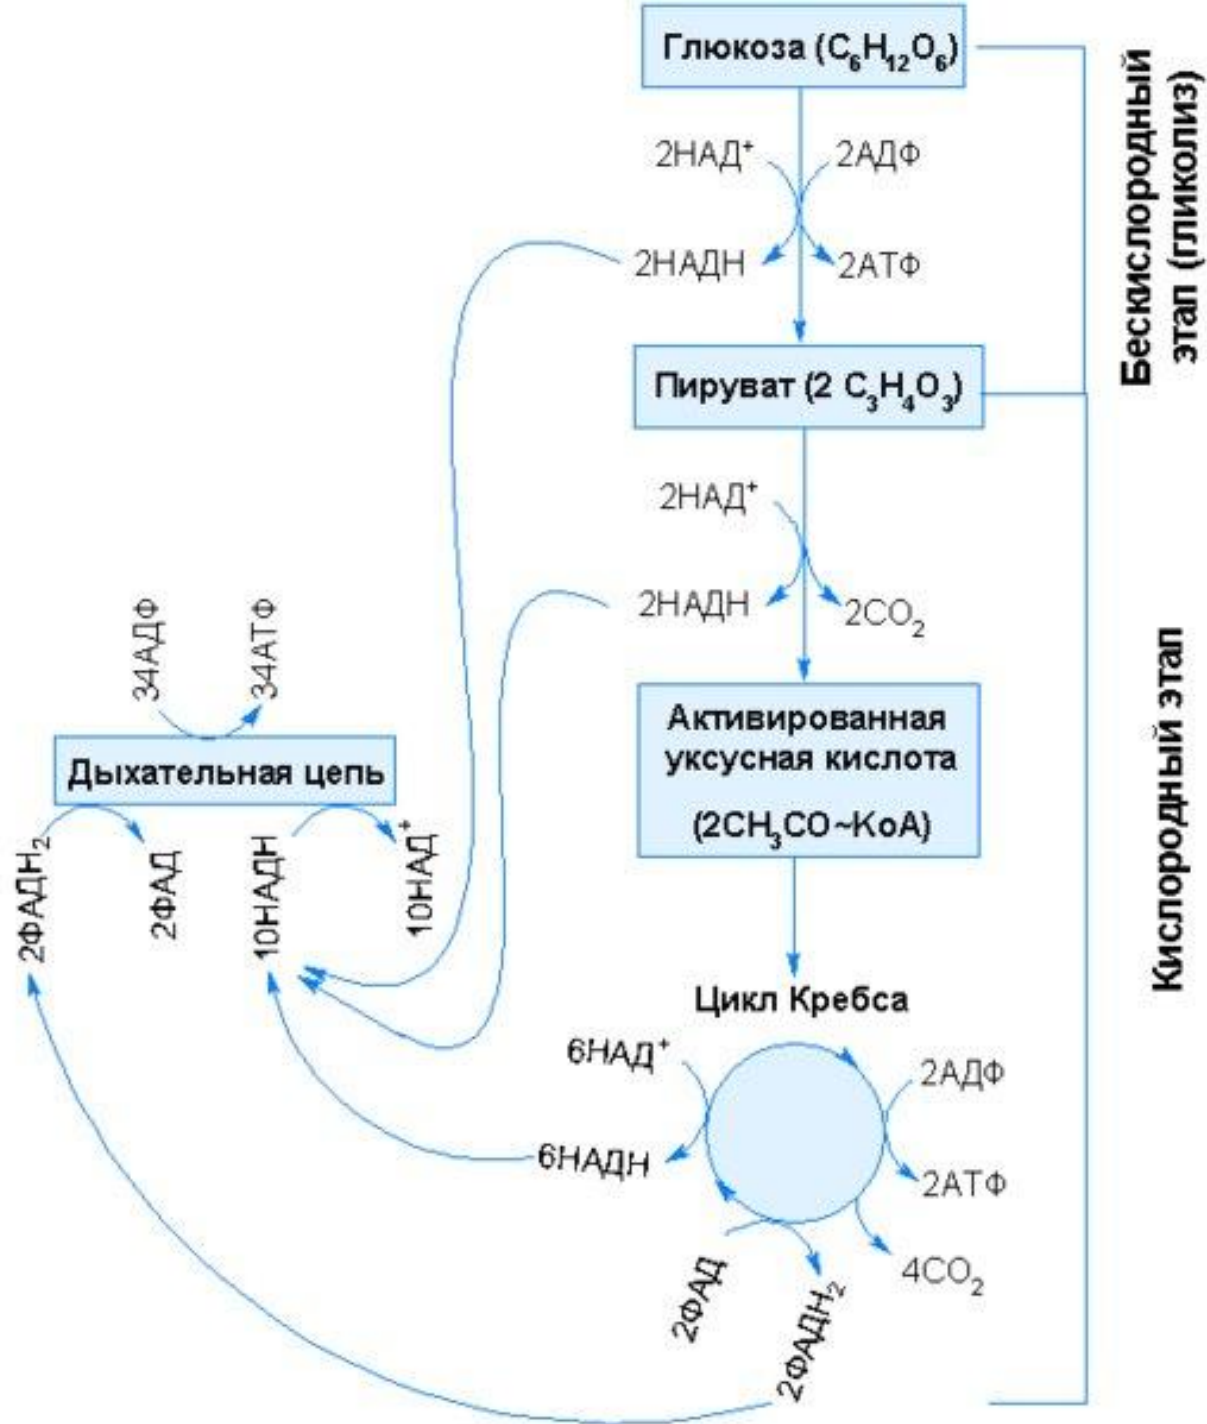 Глюкоза (C₆H₁₂O₆)
2НАД⁺
2АДФ
2НАДН
2АТФ
Пируват (2 C₃H₄O₃)
Бескислородный
этап (гликолиз)
2НАД⁺
2НАДН
2CO₂
Активированная
уксусная кислота
(2CH₃CO~КоА)
Кислородный этап
34АДФ
34АТФ
Дыхательная цепь
2ФАДН₂
2ФАД
10НАДН
10НАД⁺
Цикл Кребса
6НАД⁺
2АДФ
6НАДН
2АТФ
4CO₂
2ФАД
2ФАДН₂